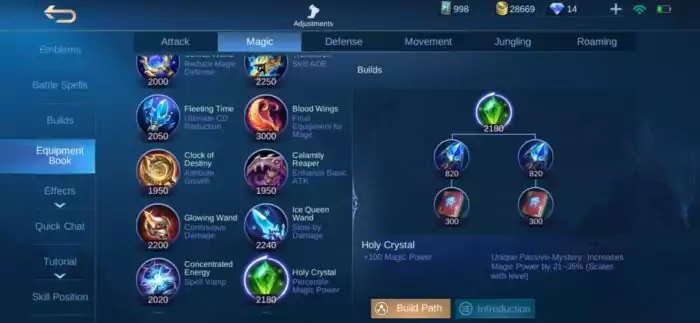 998
28669
14
Adjustments
Attack
Magic
Defense
Movement
Jungling
Roaming
Emblems
Battle Spells
Builds
Equipment
Book
Effects
Quick Chat
Tutorial
Skill Position
Reduce Magic
Defense
2000
Skill AOE
2250
Fleeting Time
Ultimate CD
Reduction
2050
Blood Wings
Final
Equipment for
Mage
3000
Clock of
Destiny
Attribute
Growth
1950
Calamity
Reaper
Enhance Basic
ATK
1950
Glowing Wand
Continuous
Damage
2200
Ice Queen
Wand
Slow by
Damage
2240
Concentrated
Energy
Spell Vamp
2020
Holy Crystal
Percentile
Magic Power
2180
Builds
2180
820
820
300
300
Holy Crystal
+100 Magic Power
Unique Passive-Mystery: Increases
Magic Power by 21~35% (Scales
with level)
Build Path
Introduction